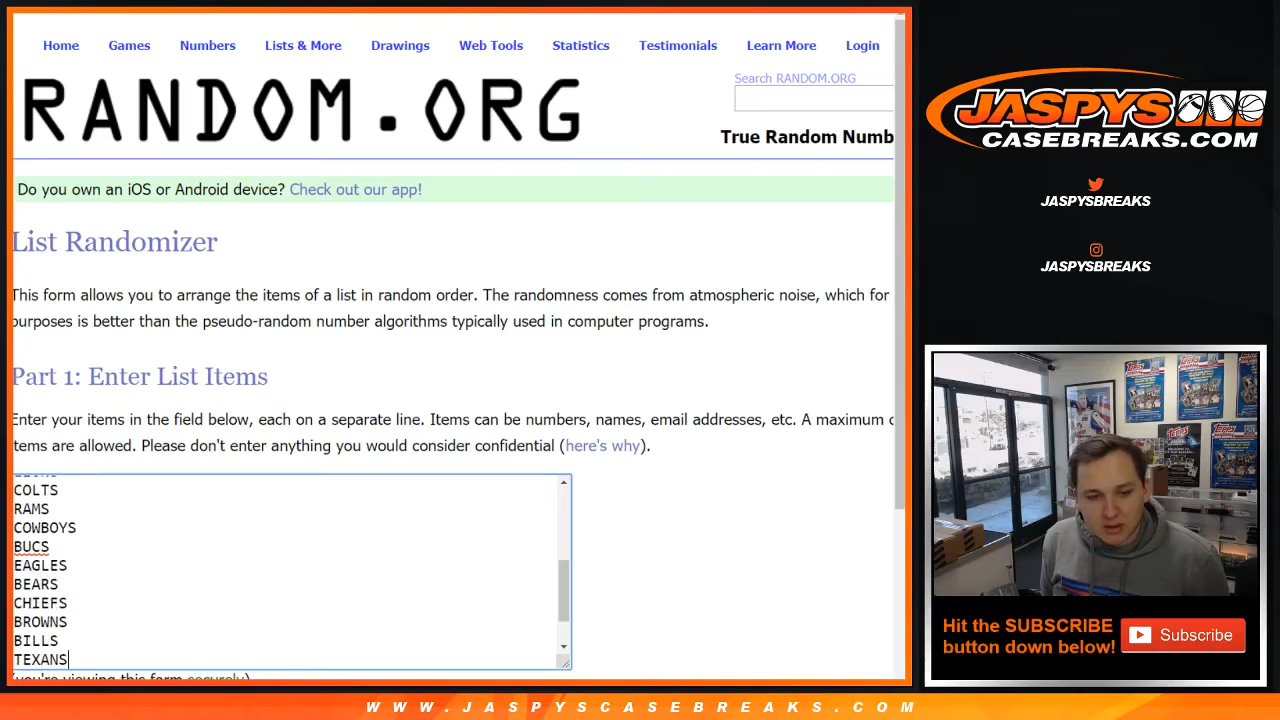 Home Games Numbers Lists & More Drawings Web Tools Statistics Testimonials Learn More Login
RANDOM.ORG
Search RANDOM.ORG
True Random Numb
Do you own an iOS or Android device? Check out our app!
List Randomizer
This form allows you to arrange the items of a list in random order. The randomness comes from atmospheric noise, which for
purposes is better than the pseudo-random number algorithms typically used in computer programs.
Part 1: Enter List Items
Enter your items in the field below, each on a separate line. Items can be numbers, names, email addresses, etc. A maximum
items are allowed. Please don't enter anything you would consider confidential (here's why).
COLTS
RAMS
COWBOYS
BUCS
EAGLES
BEARS
CHIEFS
BROWNS
BILLS
TEXANS
(you're viewing this form securely)
JASPYS
CASEBREAKS.COM
JASPYSBREAKS
JASPYSBREAKS
Hit the SUBSCRIBE
button down below!
Subscribe
WWW.JASPYSCASEBREAKS.COM